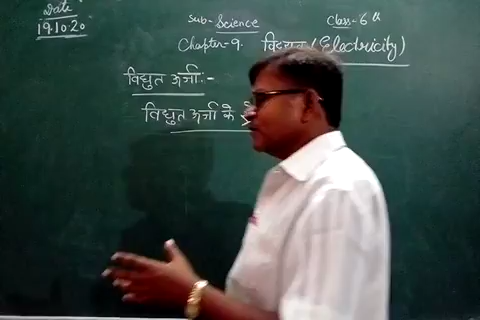 Date
19.10.20
Sub- Science Class-6th
Chapter-9. विद्युत (Electricity)
विद्युत ऊर्जा:-
विद्युत ऊर्जा के